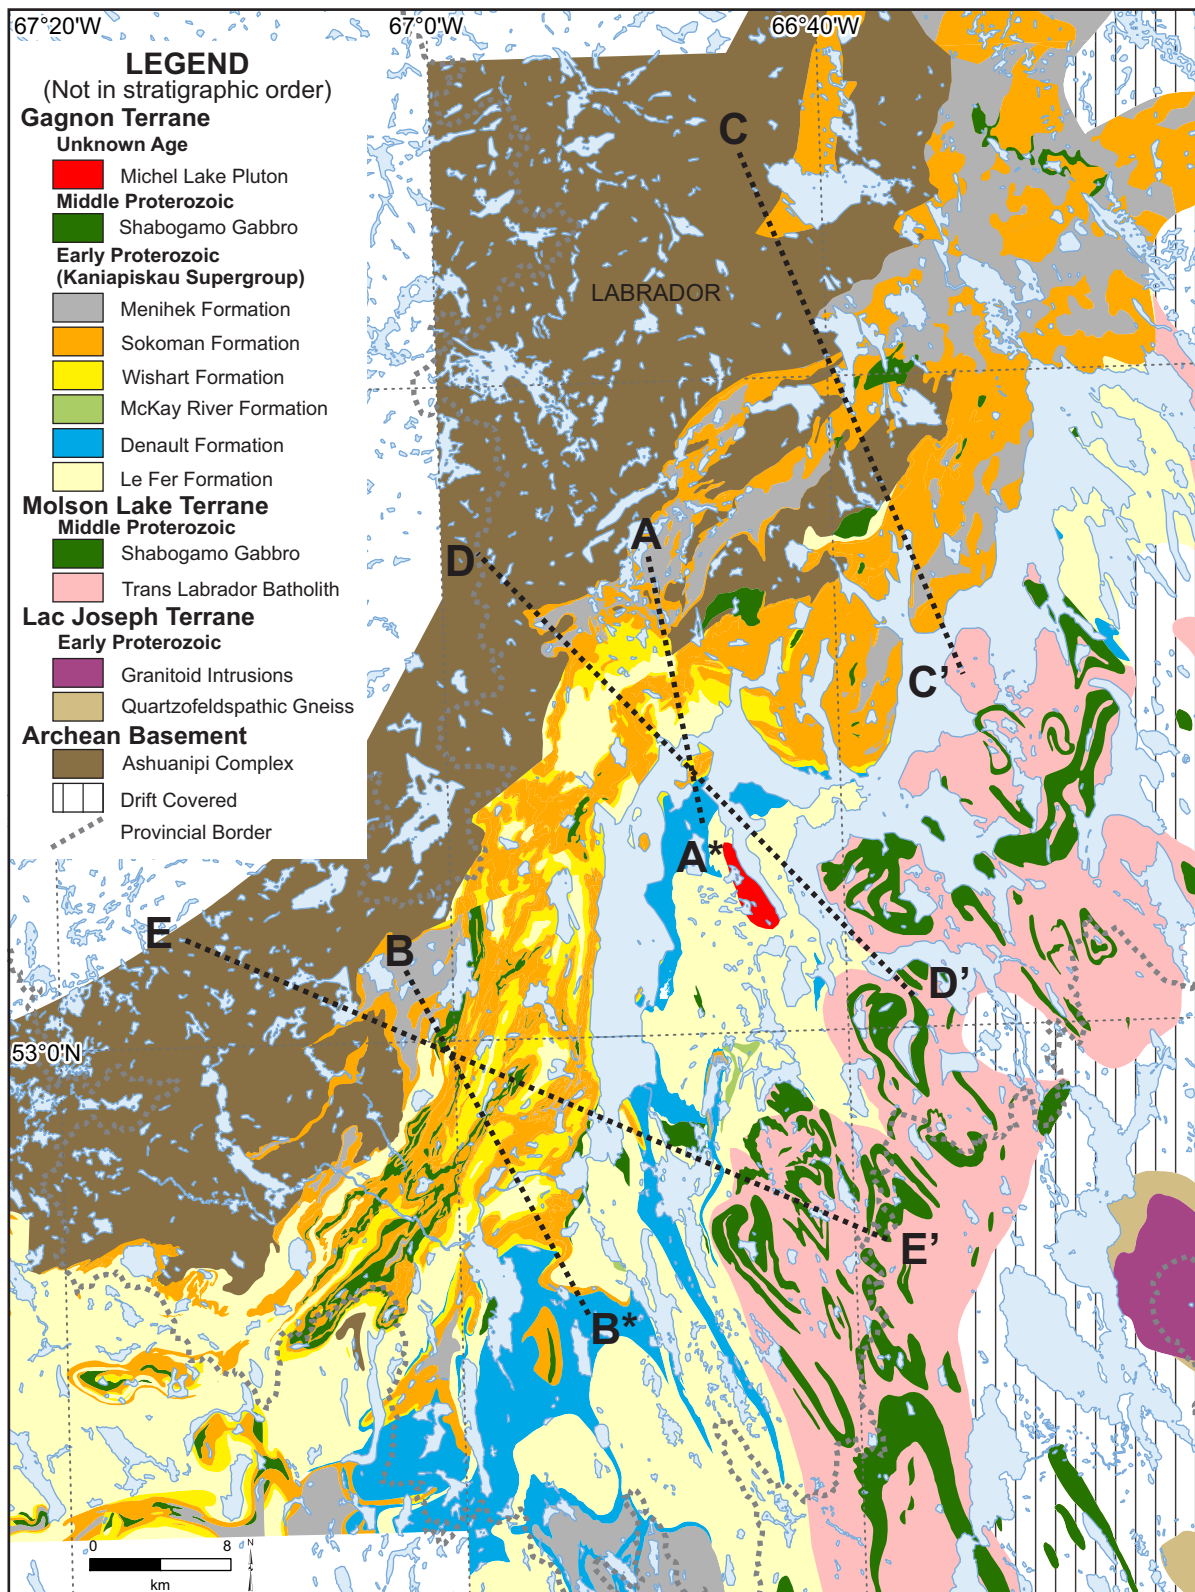 67°20'W
67°0'W
66°40'W
LEGEND
(Not in stratigraphic order)
Gagnon Terrane
Unknown Age
Michel Lake Pluton
Middle Proterozoic
Shabogamo Gabbro
Early Proterozoic
(Kaniapiskau Supergroup)
Menihek Formation
Sokoman Formation
Wishart Formation
McKay River Formation
Denault Formation
Le Fer Formation
Molson Lake Terrane
Middle Proterozoic
Shabogamo Gabbro
Trans Labrador Batholith
Lac Joseph Terrane
Early Proterozoic
Granitoid Intrusions
Quartzofeldspathic Gneiss
Archean Basement
Ashuanipi Complex
Drift Covered
Provincial Border
C
LABRADOR
A
D
C'
A*
E
B
D'
53°0'N
E'
B*
0 8
km